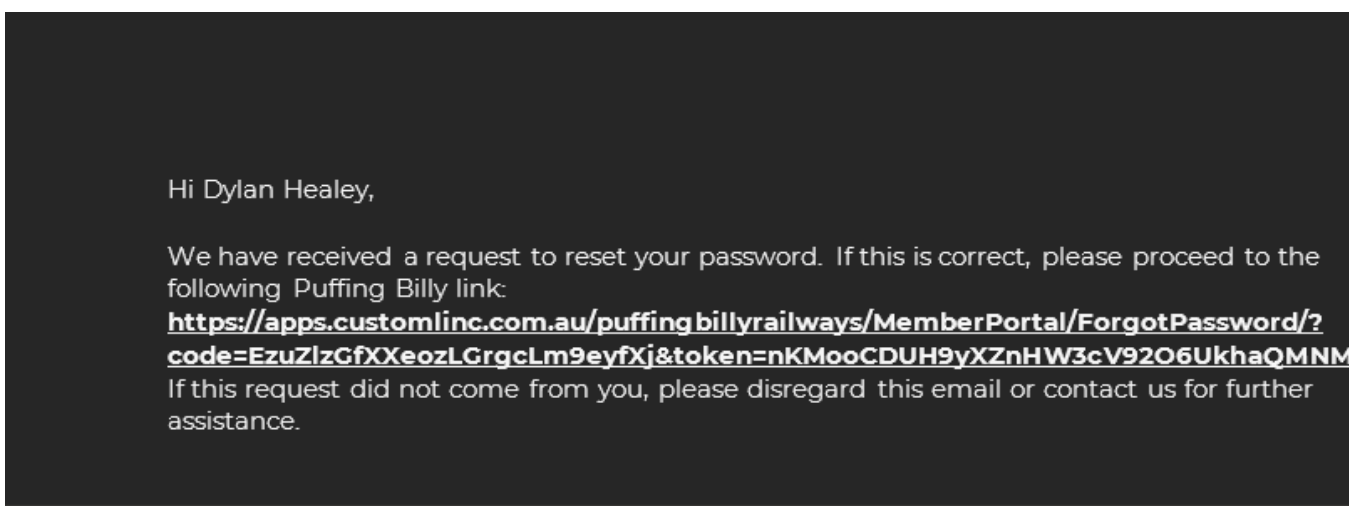 Hi Dylan Healey,
We have received a request to reset your password. If this is correct, please proceed to the
following Puffing Billy link:
https://apps.customlinc.com.au/puffingbillyrailways/MemberPortal/ForgotPassword/?
code=EzuZlzGfXXeozLGrgcLm9eyfXj&token=nKMooCDUH9yXZnHW3cV92O6UkhaQMNM
If this request did not come from you, please disregard this email or contact us for further
assistance.